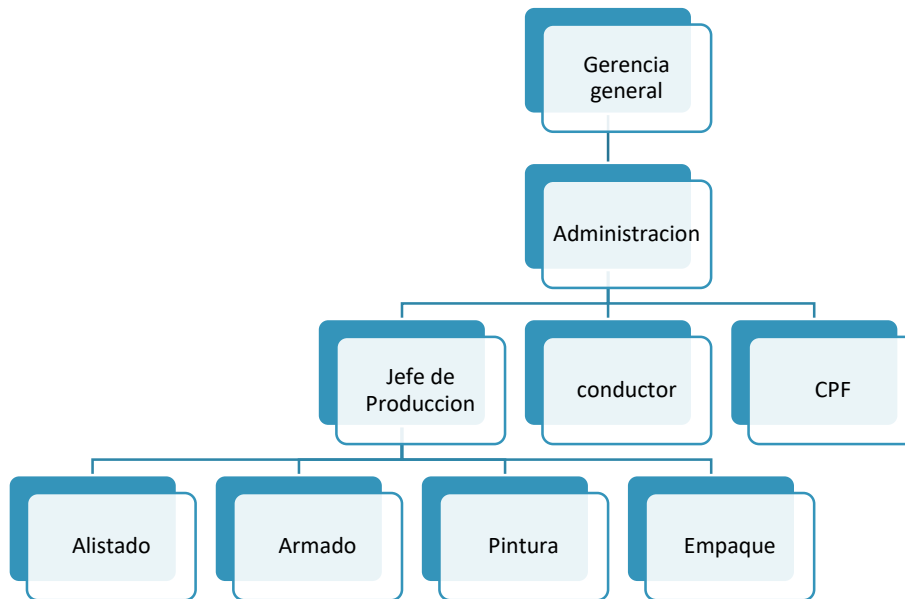 Gerencia
general
Administracion
Jefe de
Produccion
conductor
CPF
Alistado
Armado
Pintura
Empaque